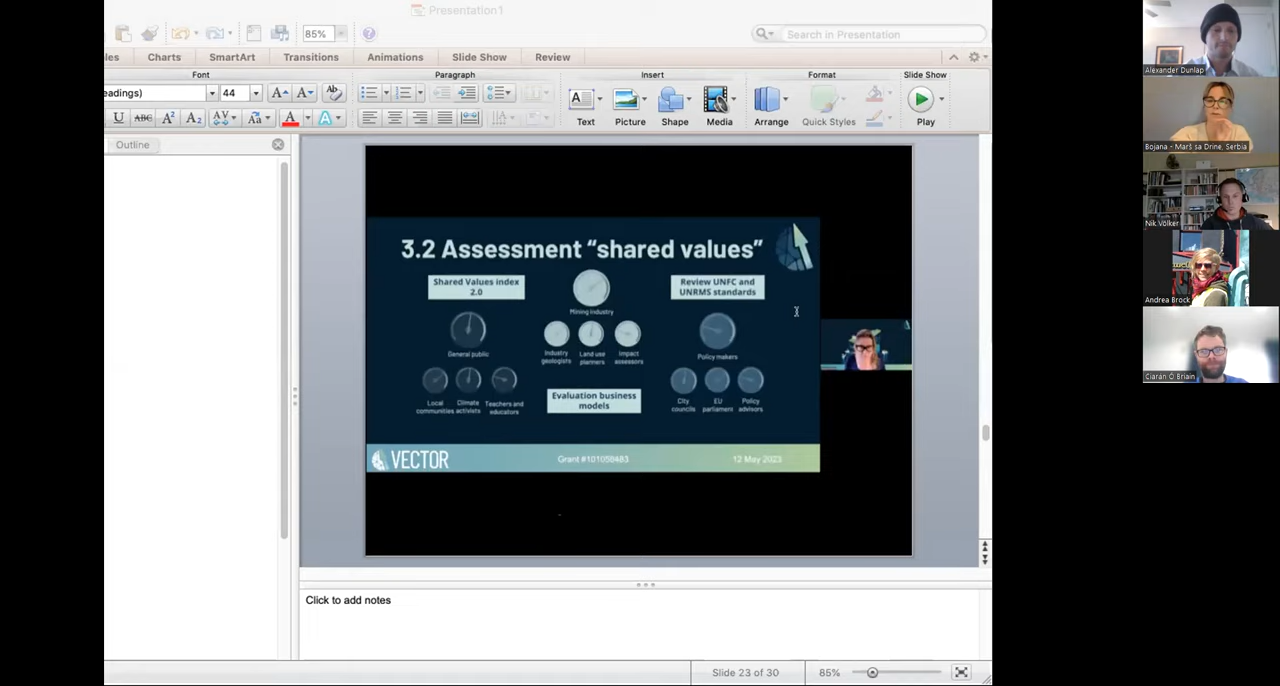 Presentation1
85%
Search in Presentation
les
Charts
SmartArt
Transitions
Animations
Slide Show
Review
Font
Paragraph
Insert
Format
Slide Show
eadings)
44
Text
Picture
Shape
Media
Arrange
Quick Styles
Play
Outline
3.2 Assessment “shared values”
Shared Values index
2.0
Mining industry
Review UNFC and
UNRMS standards
General public
Industry
geologists
Land use
planners
Impact
assessors
Policy makers
Local
communities
Climate
activists
Teachers and
educators
Evaluation business
models
City
councils
EU
parliament
Policy
advisors
VECTOR
Grant #101058483
12 May 2023
Click to add notes
Slide 23 of 30
85%
Alexander Dunlap
Bojana - Marš sa Drine, Serbia
Nik Völker
Andrea Brock
Ciarán Ó Briain